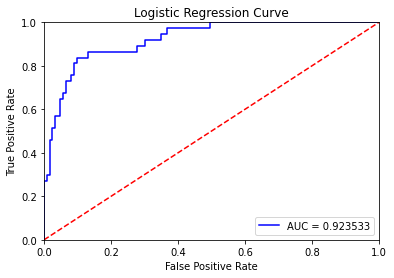 Logistic Regression Curve
True Positive Rate
1.0
0.8
0.6
0.4
0.2
0.0
AUC = 0.923533
0.0 0.2 0.4 0.6 0.8 1.0
False Positive Rate